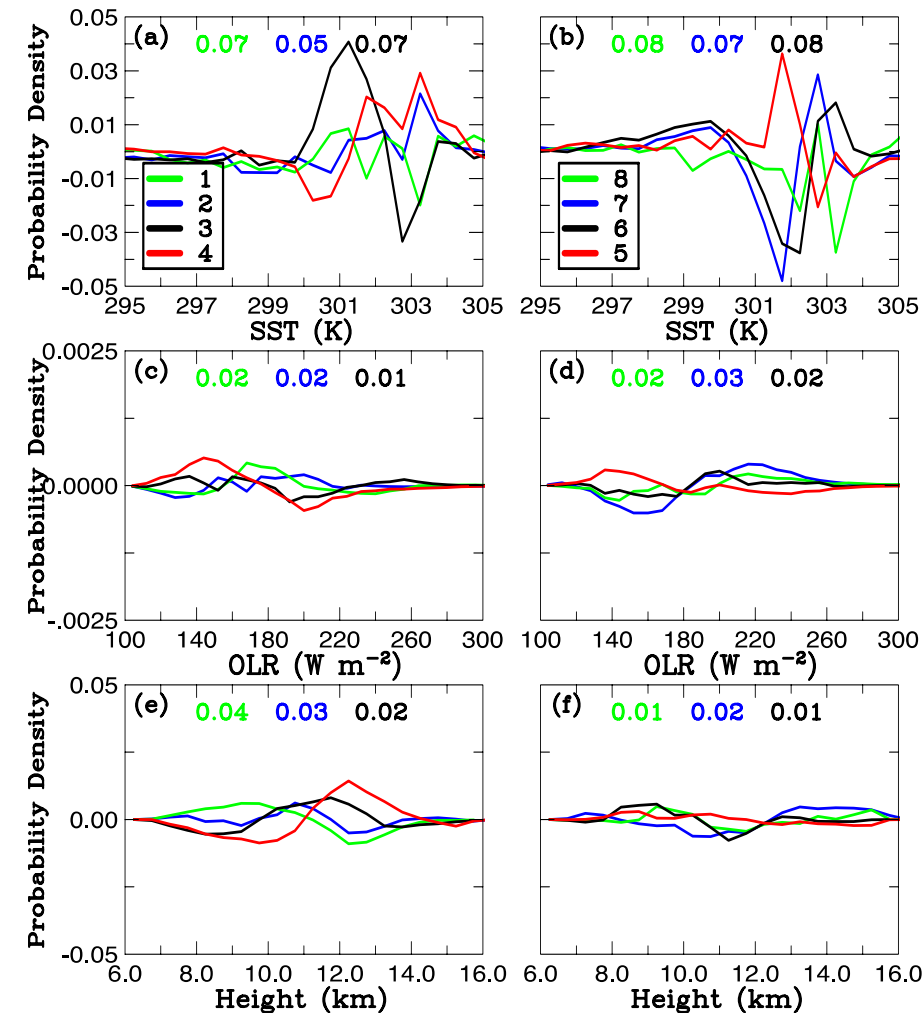 (a) 0.07 0.05 0.07
(b) 0.08 0.07 0.08
Probability Density
0.05
0.03
0.01
-0.01
-0.03
-0.05
1
2
3
4
8
7
6
5
295 297 299 301 303 305
295 297 299 301 303 305
SST (K)
SST (K)
(c) 0.02 0.02 0.01
(d) 0.02 0.03 0.02
Probability Density
0.0025
0.0000
-.0025
100 140 180 220 260 300
100 140 180 220 260 300
OLR (W m⁻²)
OLR (W m⁻²)
(e) 0.04 0.03 0.02
(f) 0.01 0.02 0.01
Probability Density
0.05
0.00
-0.05
6.0 8.0 10.0 12.0 14.0 16.0
6.0 8.0 10.0 12.0 14.0 16.0
Height (km)
Height (km)